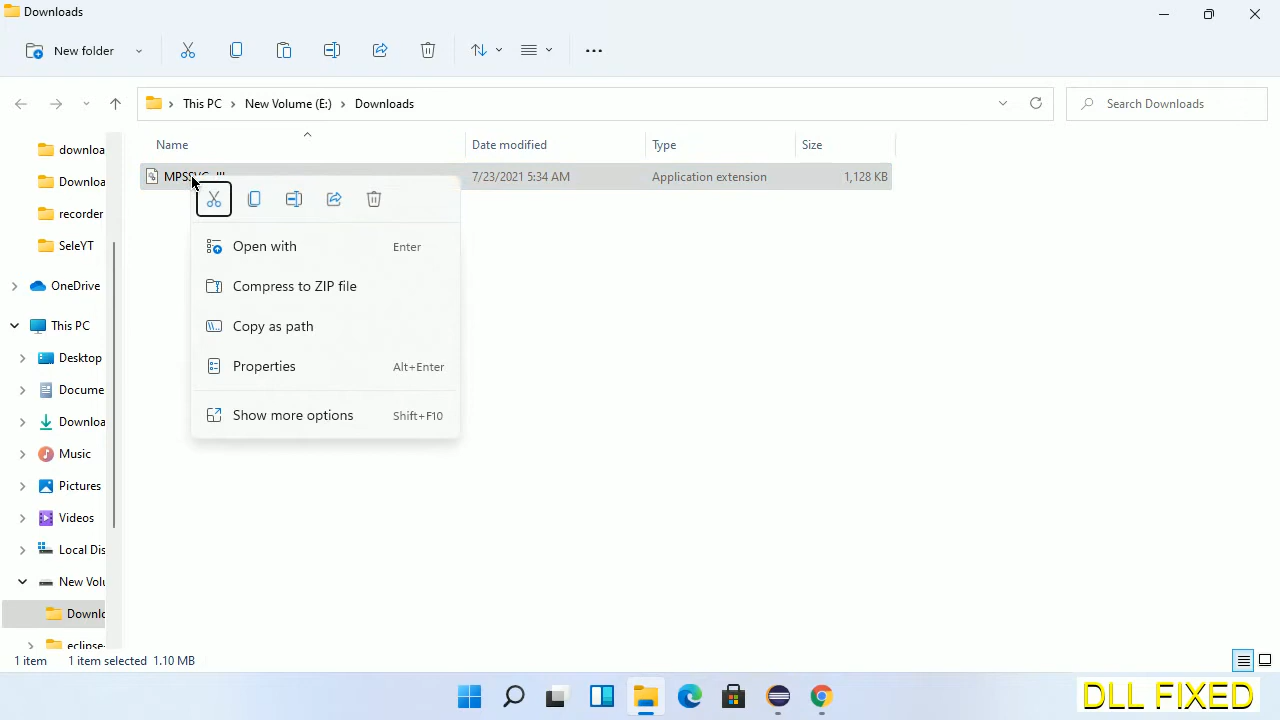 Downloads
New folder
This PC
New Volume (E:)
Downloads
Search Downloads
Name
Date modified
Type
Size
7/23/2021 5:34 AM
Application extension
1,128 KB
Open with
Enter
Compress to ZIP file
Copy as path
Properties
Alt+Enter
Show more options
Shift+F10
downloa
Downloa
recorder
SeleYT
OneDrive
This PC
Desktop
Docume
Downloa
Music
Pictures
Videos
Local Dis
New Volu
Downlo
eclipse-
1 item
1 item selected 1.10 MB
DLL FIXED